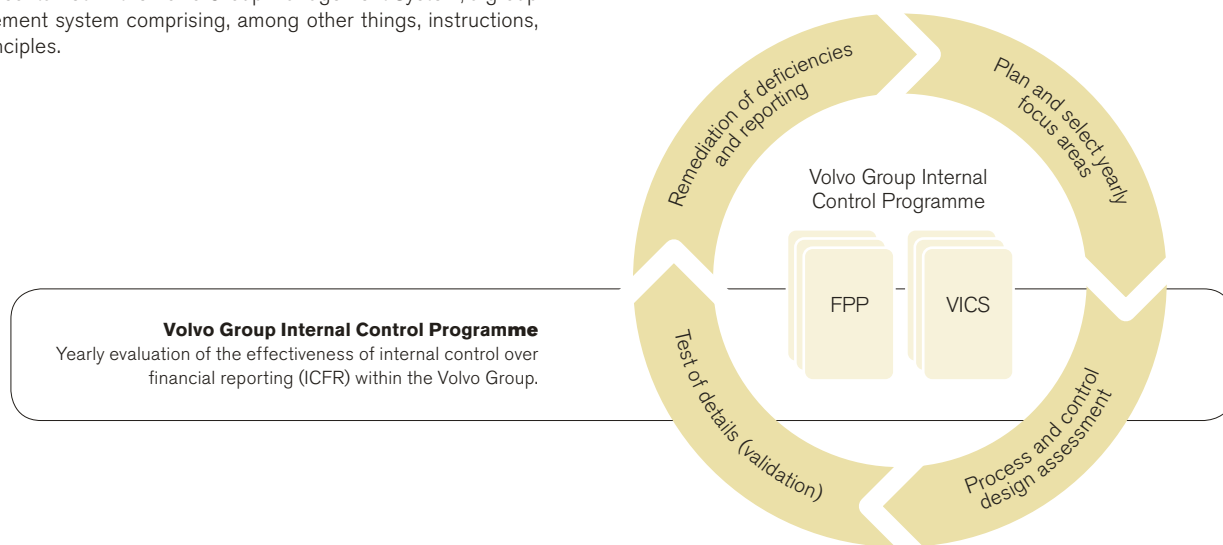 ement system comprising, among other things, instructions,
nciples.
Remediation of deficiencies
and reporting
Plan and select yearly
focus areas
Volvo Group Internal
Control Programme
FPP
VICS
Volvo Group Internal Control Programme
Yearly evaluation of the effectiveness of internal control over
financial reporting (ICFR) within the Volvo Group.
Test of details (validation)
Process and control
design assessment